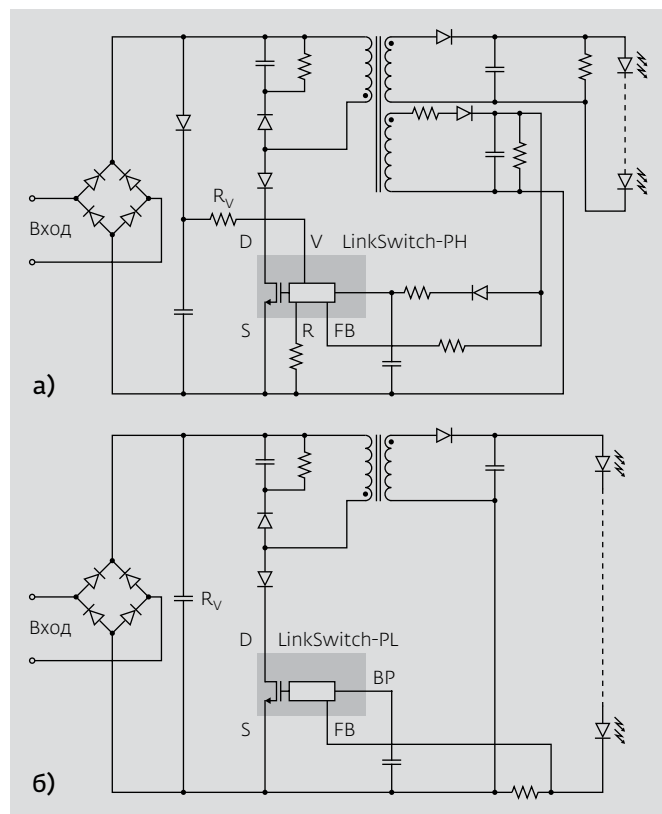 Вход
R_V
D V LinkSwitch-PH
S R FB
а)
Вход
R_V
D LinkSwitch-PL
BP
S FB
б)